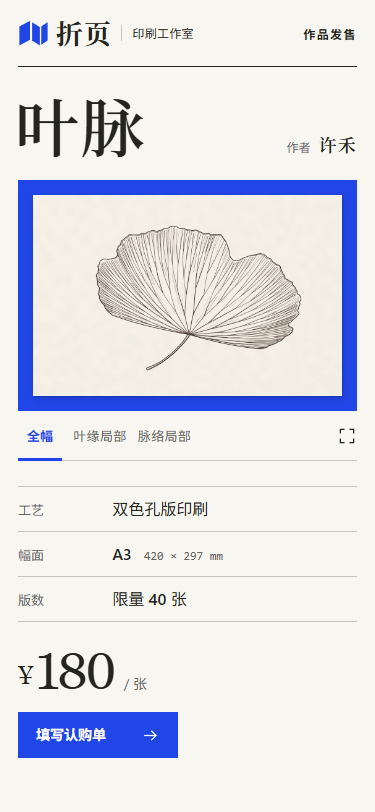 折页 印刷工作室 作品发售
叶脉 作者 许禾
全幅 叶缘局部 脉络局部
工艺 双色孔版印刷
幅面 A3 420 × 297 mm
版数 限量 40 张
¥180 / 张
填写认购单 →